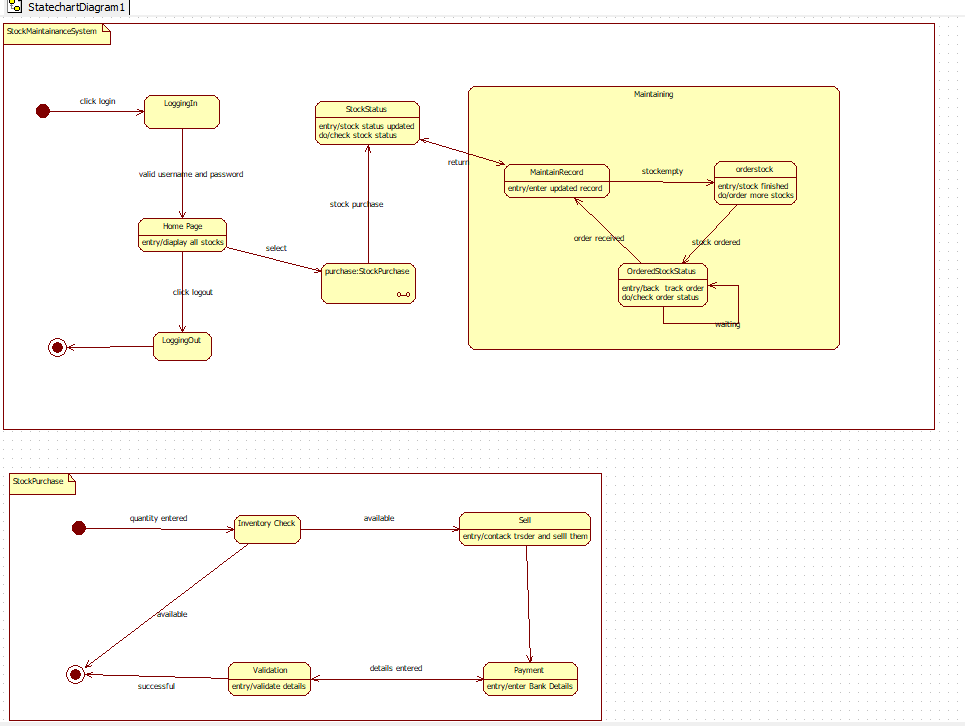 StatechartDiagram1
StockMaintainanceSystem
click login
LoggingIn
valid username and password
Home Page
entry/diaplay all stocks
select
click logout
LoggingOut
StockStatus
entry/stock status updated
do/check stock status
stock purchase
purchase:StockPurchase
return
Maintaining
MaintainRecord
entry/enter updated record
stockempty
orderstock
entry/stock finished
do/order more stocks
order received
stock ordered
OrderedStockStatus
entry/back track order
do/check order status
waiting
StockPurchase
quantity entered
Inventory Check
available
Sell
entry/contack trsder and selll them
available
Validation
entry/validate details
details entered
Payment
entry/enter Bank Details
successful